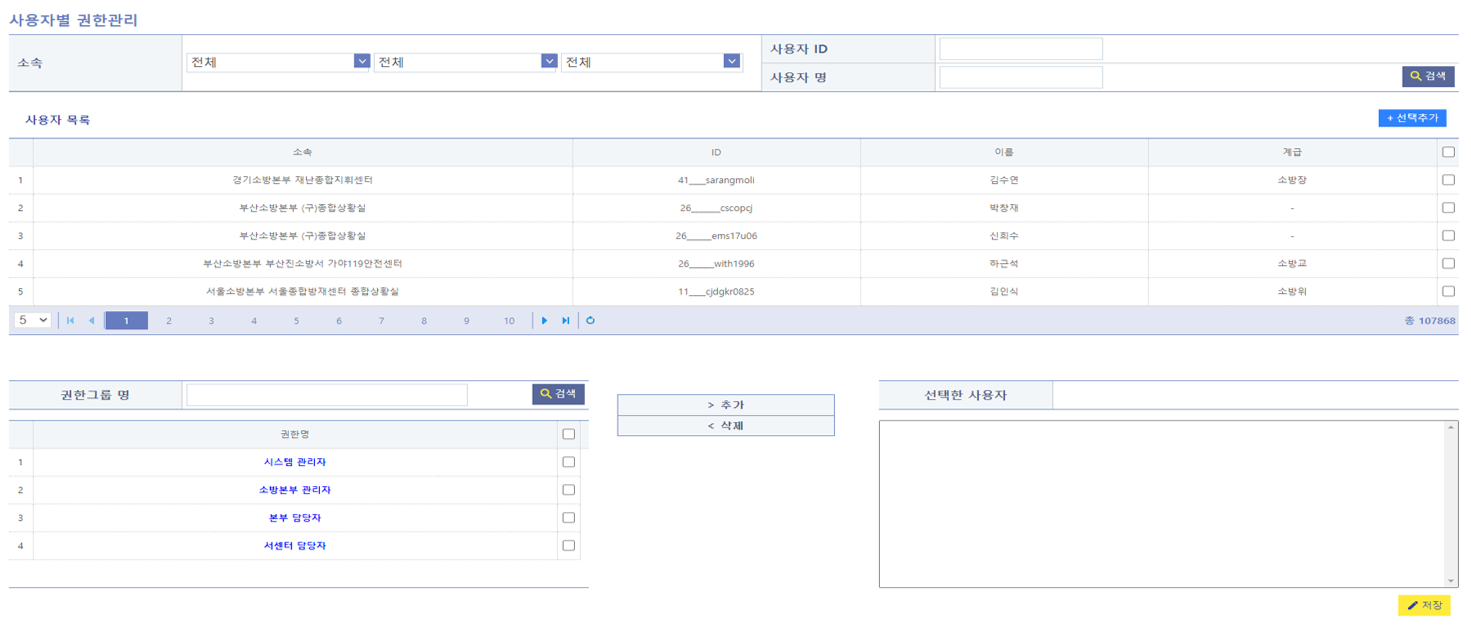 사용자별 권한관리
소속 전체 전체 전체 사용자 ID
사용자 명 검색
사용자 목록 + 선택추가
소속 ID 이름 계급
1 경기소방본부 재난종합지휘센터 41___sarangmoli 김수연 소방장
2 부산소방본부 (구)종합상황실 26______cscopcj 박창재 -
3 부산소방본부 (구)종합상황실 26_____ems17u06 신희수 -
4 부산소방본부 부산진소방서 가야119안전센터 26_____with1996 하근석 소방교
5 서울소방본부 서울종합방재센터 종합상황실 11___cjdgkr0825 김민식 소방위
5 1 2 3 4 5 6 7 8 9 10 총 107868
권한그룹 명 검색 선택한 사용자
> 추가
< 삭제
권한명
1 시스템 관리자
2 소방본부 관리자
3 본부 담당자
4 서센터 담당자
저장